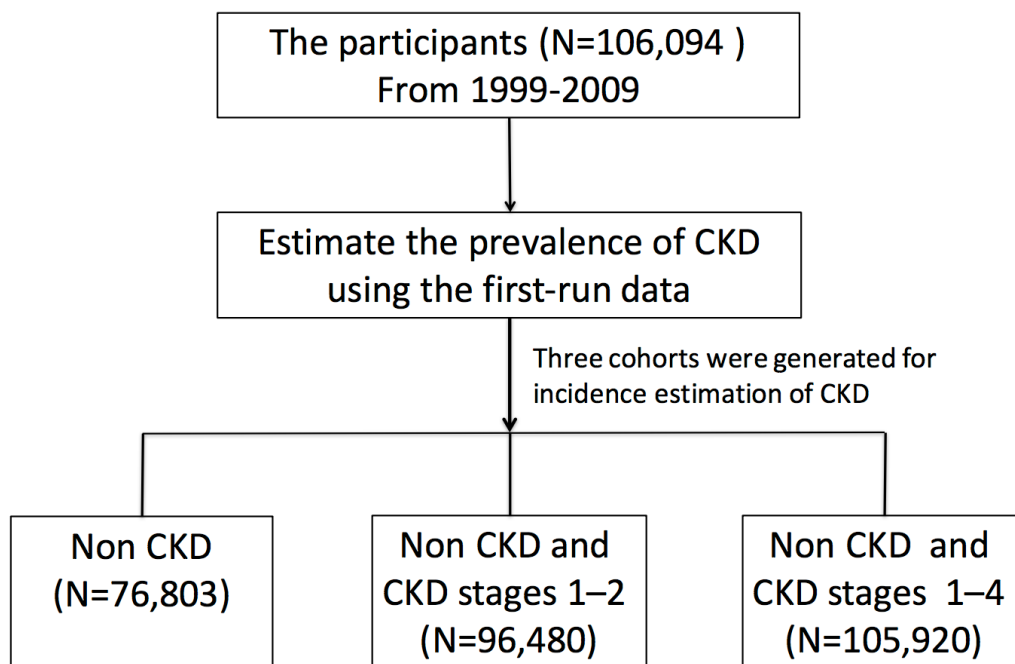 The participants (N=106,094 )
From 1999-2009
Estimate the prevalence of CKD
using the first-run data
Three cohorts were generated for
incidence estimation of CKD
Non CKD
(N=76,803)
Non CKD and
CKD stages 1–2
(N=96,480)
Non CKD  and
CKD stages  1–4
(N=105,920)